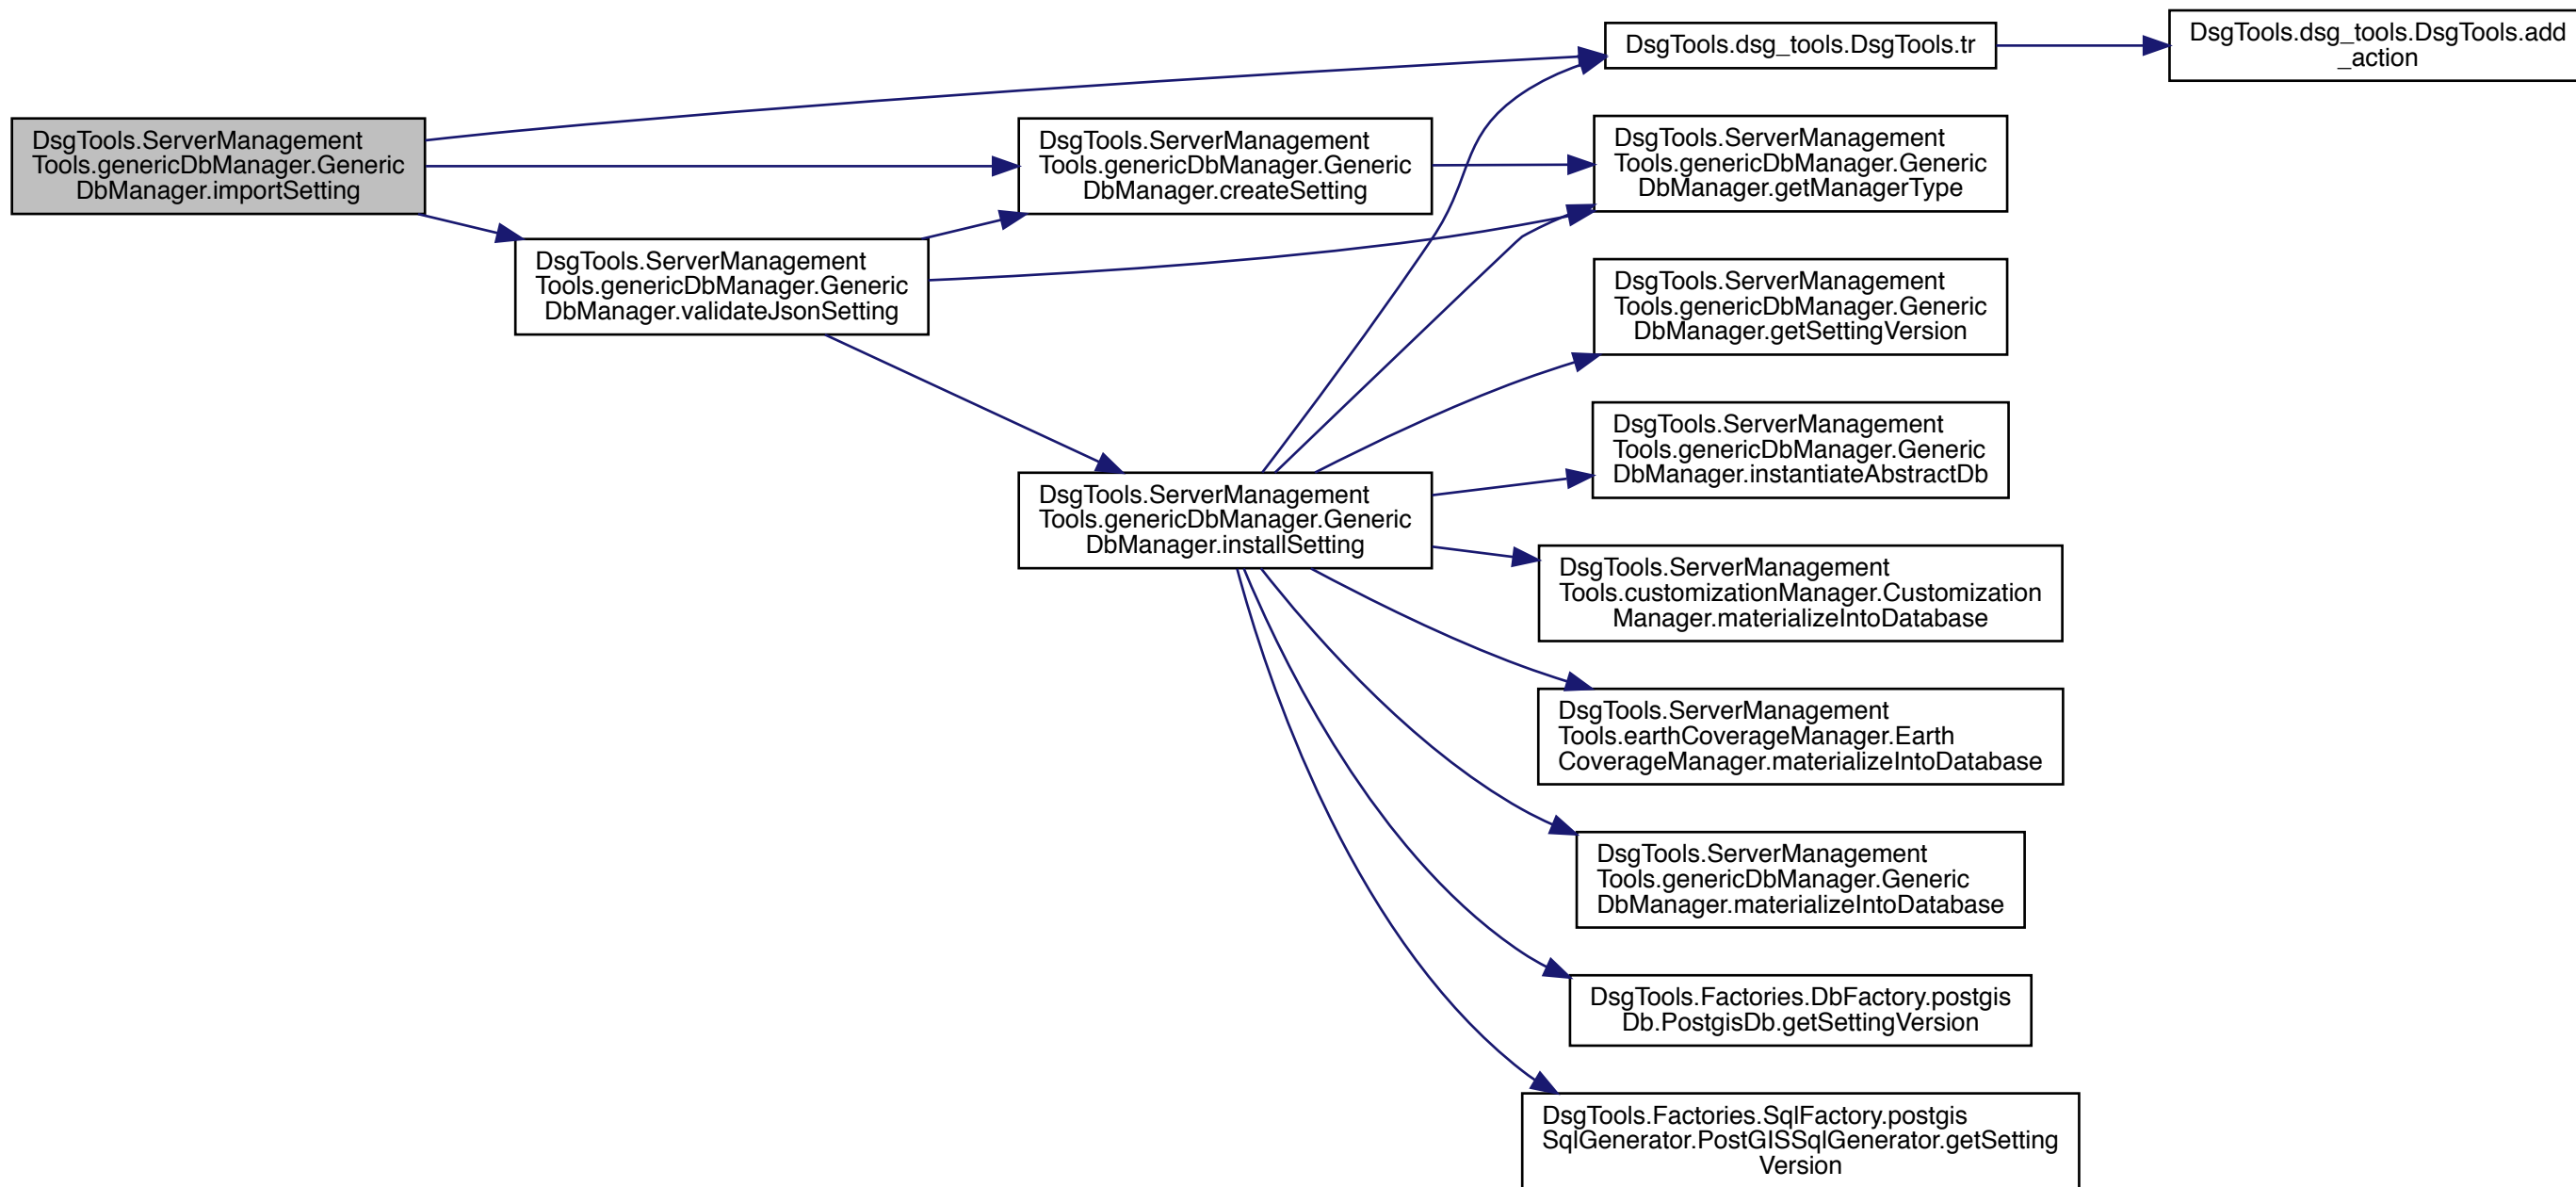 DsgTools.ServerManagement
Tools.genericDbManager.Generic
DbManager.importSetting
DsgTools.ServerManagement
Tools.genericDbManager.Generic
DbManager.validateJsonSetting
DsgTools.ServerManagement
Tools.genericDbManager.Generic
DbManager.createSetting
DsgTools.ServerManagement
Tools.genericDbManager.Generic
DbManager.installSetting
DsgTools.dsg_tools.DsgTools.tr
DsgTools.ServerManagement
Tools.genericDbManager.Generic
DbManager.getManagerType
DsgTools.ServerManagement
Tools.genericDbManager.Generic
DbManager.getSettingVersion
DsgTools.ServerManagement
Tools.genericDbManager.Generic
DbManager.instantiateAbstractDb
DsgTools.ServerManagement
Tools.customizationManager.Customization
Manager.materializeIntoDatabase
DsgTools.ServerManagement
Tools.earthCoverageManager.Earth
CoverageManager.materializeIntoDatabase
DsgTools.ServerManagement
Tools.genericDbManager.Generic
DbManager.materializeIntoDatabase
DsgTools.Factories.DbFactory.postgis
Db.PostgisDb.getSettingVersion
DsgTools.Factories.SqlFactory.postgis
SqlGenerator.PostGISSqlGenerator.getSetting
Version
DsgTools.dsg_tools.DsgTools.add
_action